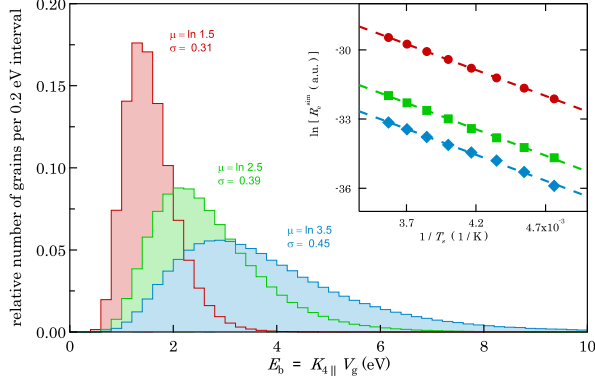 relative number of grains per 0.2 eV interval
0.20
0.15
0.10
0.05
0.00
μ = ln 1.5
σ = 0.31
μ = ln 2.5
σ = 0.39
μ = ln 3.5
σ = 0.45
ln [ R_e^sim ( a.u. ) ]
-30
-33
-36
3.7 4.2 4.7x10⁻³
1 / T_s ( 1 / K )
0 2 4 6 8 10
E_b = K_4∥ V_g (eV)